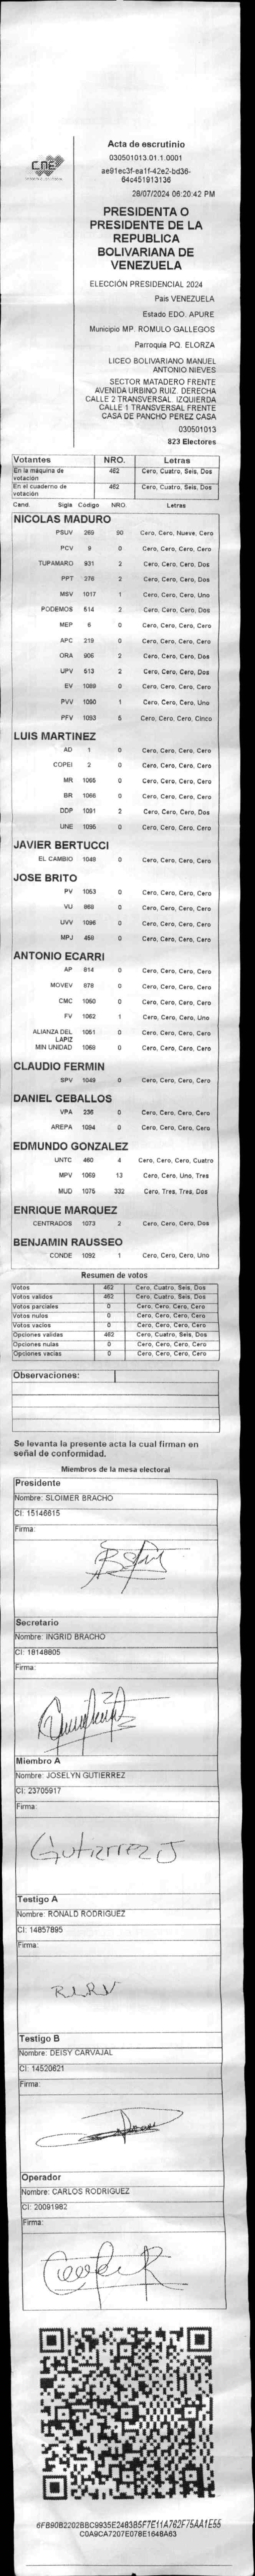 Acta de escrutinio
030501013.01.1.0001
ae91ec3f-ea1f-42e2-bd36-
64c451913136
28/07/2024 06:20:42 PM
CNE
PRESIDENTA O
PRESIDENTE DE LA
REPUBLICA
BOLIVARIANA DE
VENEZUELA
ELECCIÓN PRESIDENCIAL 2024
Pais VENEZUELA
Estado EDO. APURE
Municipio MP. ROMULO GALLEGOS
Parroquia PQ. ELORZA
LICEO BOLIVARIANO MANUEL
ANTONIO NIEVES
SECTOR MATADERO FRENTE
AVENIDA URBINO RUIZ. DERECHA
CALLE 2 TRANSVERSAL. IZQUIERDA
CALLE 1 TRANSVERSAL FRENTE
CASA DE PANCHO PEREZ CASA
030501013
823 Electores
Votantes NRO. Letras
En la máquina de votación 462 Cero, Cuatro, Seis, Dos
En el cuaderno de votación 462 Cero, Cuatro, Seis, Dos
Cand. Sigla Código NRO. Letras
NICOLAS MADURO
PSUV 269 90 Cero, Cero, Nueve, Cero
PCV 9 0 Cero, Cero, Cero, Cero
TUPAMARO 931 2 Cero, Cero, Cero, Dos
PPT 276 2 Cero, Cero, Cero, Dos
MSV 1017 1 Cero, Cero, Cero, Uno
PODEMOS 514 2 Cero, Cero, Cero, Dos
MEP 6 0 Cero, Cero, Cero, Cero
APC 219 0 Cero, Cero, Cero, Cero
ORA 906 2 Cero, Cero, Cero, Dos
UPV 513 2 Cero, Cero, Cero, Dos
EV 1089 0 Cero, Cero, Cero, Cero
PVV 1090 1 Cero, Cero, Cero, Uno
PFV 1093 5 Cero, Cero, Cero, Cinco
LUIS MARTINEZ
AD 1 0 Cero, Cero, Cero, Cero
COPEI 2 0 Cero, Cero, Cero, Cero
MR 1065 0 Cero, Cero, Cero, Cero
BR 1066 0 Cero, Cero, Cero, Cero
DDP 1091 2 Cero, Cero, Cero, Dos
UNE 1095 0 Cero, Cero, Cero, Cero
JAVIER BERTUCCI
EL CAMBIO 1048 0 Cero, Cero, Cero, Cero
JOSE BRITO
PV 1053 0 Cero, Cero, Cero, Cero
VU 868 0 Cero, Cero, Cero, Cero
UVV 1096 0 Cero, Cero, Cero, Cero
MPJ 459 0 Cero, Cero, Cero, Cero
ANTONIO ECARRI
AP 814 0 Cero, Cero, Cero, Cero
MOVEV 878 0 Cero, Cero, Cero, Cero
CMC 1060 0 Cero, Cero, Cero, Cero
FV 1062 1 Cero, Cero, Cero, Uno
ALIANZA DEL LAPIZ 1051 0 Cero, Cero, Cero, Cero
MIN UNIDAD 1068 0 Cero, Cero, Cero, Cero
CLAUDIO FERMIN
SPV 1049 0 Cero, Cero, Cero, Cero
DANIEL CEBALLOS
VPA 236 0 Cero, Cero, Cero, Cero
AREPA 1094 0 Cero, Cero, Cero, Cero
EDMUNDO GONZALEZ
UNTC 460 4 Cero, Cero, Cero, Cuatro
MPV 1069 13 Cero, Cero, Uno, Tres
MUD 1075 332 Cero, Tres, Tres, Dos
ENRIQUE MARQUEZ
CENTRADOS 1073 2 Cero, Cero, Cero, Dos
BENJAMIN RAUSSEO
CONDE 1092 1 Cero, Cero, Cero, Uno
Resumen de votos
Votos 462 Cero, Cuatro, Seis, Dos
Votos validos 462 Cero, Cuatro, Seis, Dos
Votos parciales 0 Cero, Cero, Cero, Cero
Votos nulos 0 Cero, Cero, Cero, Cero
Votos vacios 0 Cero, Cero, Cero, Cero
Opciones validas 462 Cero, Cuatro, Seis, Dos
Opciones nulas 0 Cero, Cero, Cero, Cero
Opciones vacias 0 Cero, Cero, Cero, Cero
Observaciones:
Se levanta la presente acta la cual firman en
señal de conformidad.
Miembros de la mesa electoral
Presidente
Nombre: SLOIMER BRACHO
CI: 15146615
Firma:
Secretario
Nombre: INGRID BRACHO
CI: 18148805
Firma:
Miembro A
Nombre: JOSELYN GUTIERREZ
CI: 23705917
Firma:
Gutierrez J
Testigo A
Nombre: RONALD RODRIGUEZ
CI: 14857895
Firma:
Testigo B
Nombre: DEISY CARVAJAL
CI: 14520621
Firma:
Operador
Nombre: CARLOS RODRIGUEZ
CI: 20091982
Firma:
6FB90B2202BBC9935E2483B5F7E11A762F75AA1E55
C0A9CA7207E078E1648A63